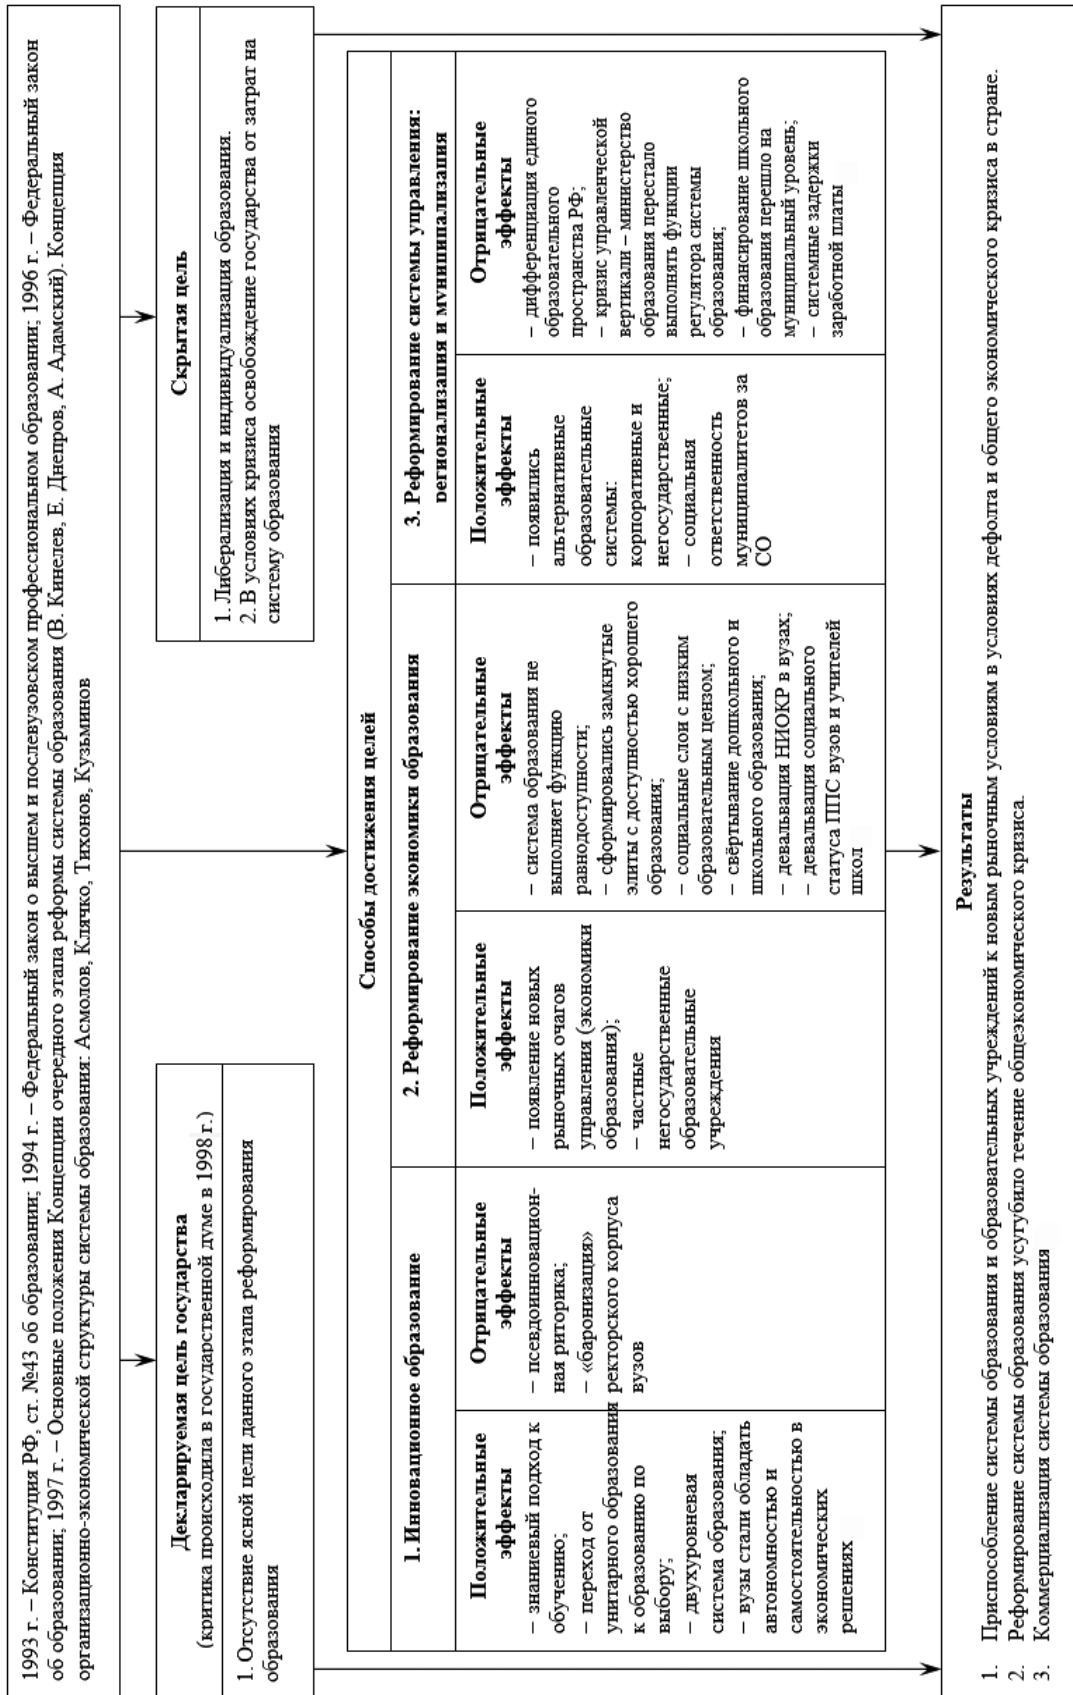 1993 г. – Конституция РФ, ст. №43 об образовании; 1994 г. – Федеральный закон о высшем и послевузовском профессиональном образовании; 1996 г. – Федеральный закон
об образовании; 1997 г. – Основные положения Концепции очередного этапа реформы системы образования (В. Кинелев, Е. Днепров, А. Адамский). Концепция
организационно-экономической структуры системы образования: Асмолов, Клячко, Тихонов, Кузьминов
Декларируемая цель государства
(критика происходила в государственной думе в 1998 г.)
1. Отсутствие ясной цели данного этапа реформирования
образования
Скрытая цель
1. Либерализация и индивидуализация образования.
2. В условиях кризиса освобождение государства от затрат на
систему образования
Способы достижения целей
1. Инновационное образование
Положительные
эффекты
– знаниевый подход к
обучению;
– переход от
унитарного образования
к образованию по
выбору;
– двухуровневая
система образования;
– вузы стали обладать
автономностью и
самостоятельностью в
экономических
решениях
Отрицательные
эффекты
– псевдоинновацион-
ная риторика;
– «баронизация»
ректорского корпуса
вузов
2. Реформирование экономики образования
Положительные
эффекты
– появление новых
рыночных очагов
управления (экономики
образования);
– частные
негосударственные
образовательные
учреждения
Отрицательные
эффекты
– система образования не
выполняет функцию
равнодоступности;
– сформировались замкнутые
элиты с доступностью хорошего
образования;
– социальные слои с низким
образовательным цензом;
– свёртывание дошкольного и
школьного образования;
– девальвация НИОКР в вузах;
– девальвация социального
статуса ППС вузов и учителей
школ
3. Реформирование системы управления:
регионализация и муниципализация
Положительные
эффекты
– появились
альтернативные
образовательные
системы:
корпоративные и
негосударственные;
– социальная
ответственность
муниципалитетов за
СО
Отрицательные
эффекты
– дифференциация единого
образовательного
пространства РФ;
– кризис управленческой
вертикали – министерство
образования перестало
выполнять функции
регулятора системы
образования;
– финансирование школьного
образования перешло на
муниципальный уровень;
– системные задержки
заработной платы
Результаты
1. Приспособление системы образования и образовательных учреждений к новым рыночным условиям в условиях дефолта и общего экономического кризиса в стране.
2. Реформирование системы образования усугубило течение общеэкономического кризиса.
3. Коммерциализация системы образования